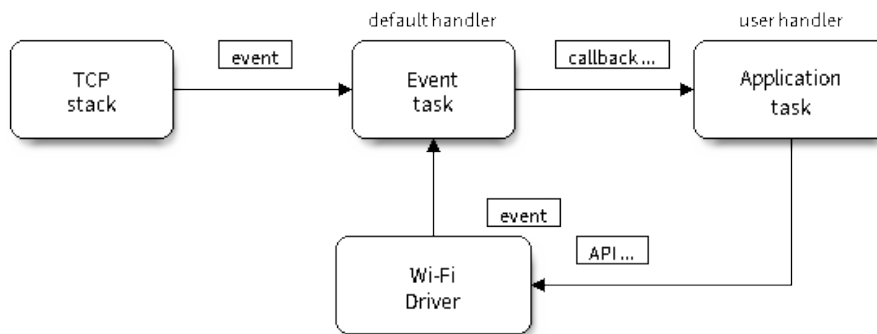 default handler
user handler
event
callback ...
TCP
stack
Event
task
Application
task
event
API ...
Wi-Fi
Driver